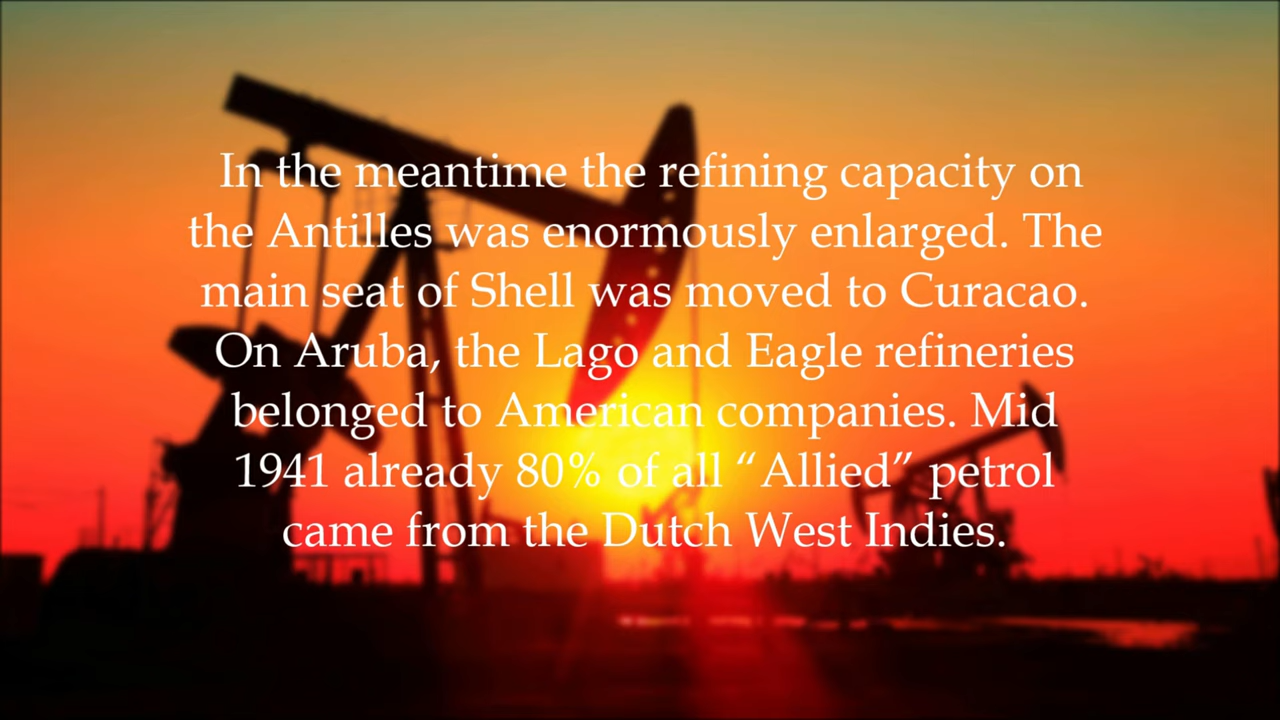 In the meantime the refining capacity on
the Antilles was enormously enlarged. The
main seat of Shell was moved to Curacao.
On Aruba, the Lago and Eagle refineries
belonged to American companies. Mid
1941 already 80% of all “Allied” petrol
came from the Dutch West Indies.